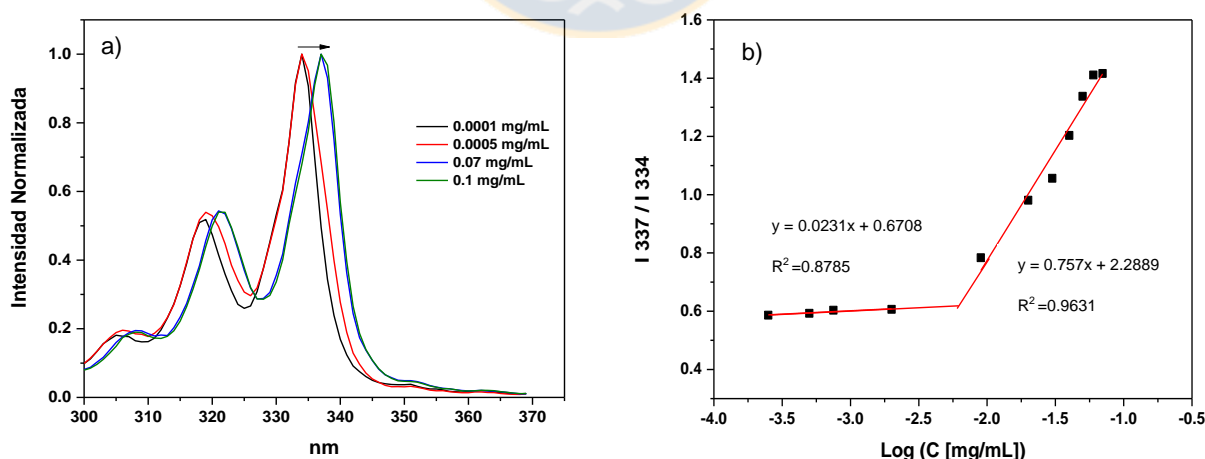 a)
1.0
0.8
0.6
0.4
0.2
0.0
Intensidad Normalizada
0.0001 mg/mL
0.0005 mg/mL
0.07 mg/mL
0.1 mg/mL
300 310 320 330 340 350 360 370
nm
b)
1.6
1.4
1.2
1.0
0.8
0.6
0.4
I 337 / I 334
y = 0.0231x + 0.6708
R2 =0.8785
y = 0.757x + 2.2889
R2 =0.9631
-4.0 -3.5 -3.0 -2.5 -2.0 -1.5 -1.0 -0.5
Log (C [mg/mL])